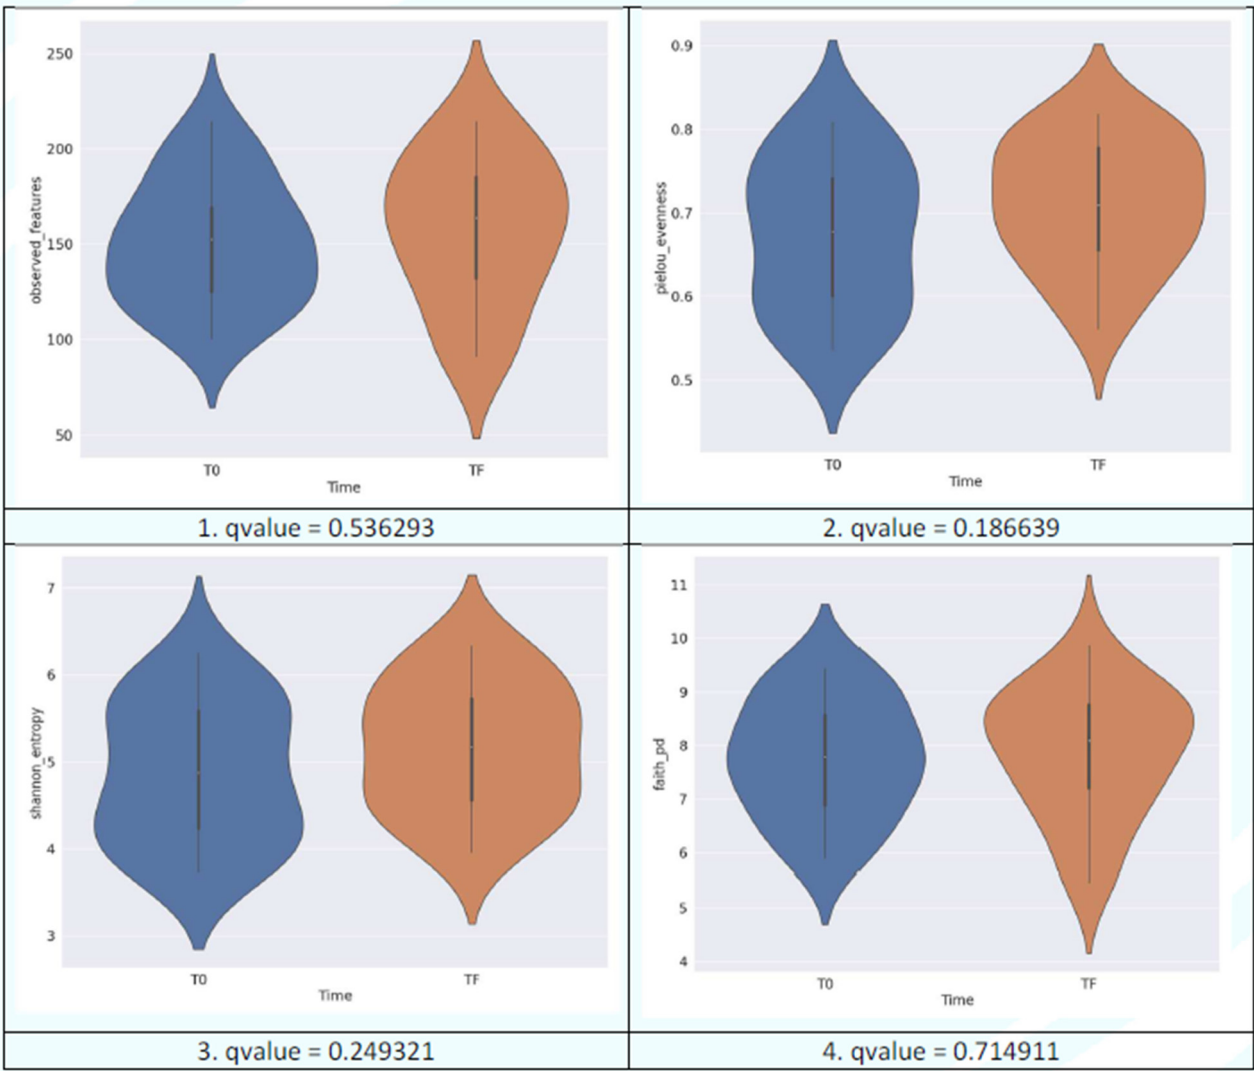 250
200
150
100
50
observed_features
T0
TF
Time
0.9
0.8
0.7
0.6
0.5
pielou_evenness
T0
TF
Time
1. qvalue = 0.536293
2. qvalue = 0.186639
7
6
5
4
3
shannon_entropy
T0
TF
Time
11
10
9
8
7
6
5
4
faith_pd
T0
TF
Time
3. qvalue = 0.249321
4. qvalue = 0.714911